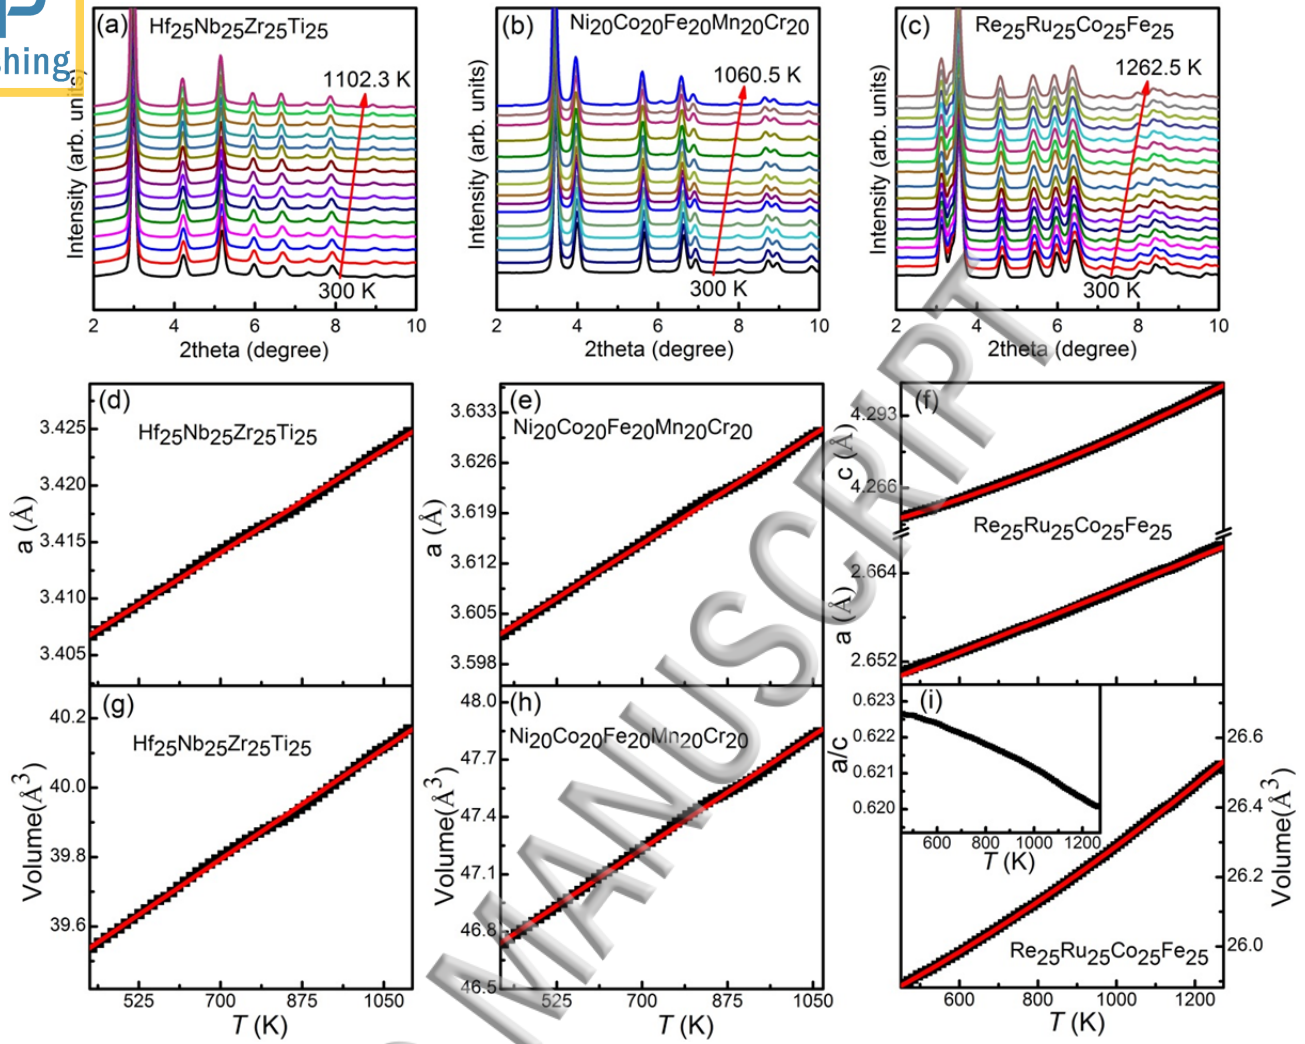 shing
(a)
Hf25Nb25Zr25Ti25
1102.3 K
300 K
Intensity (arb. units)
2 4 6 8 10
2theta (degree)
(b)
Ni20Co20Fe20Mn20Cr20
1060.5 K
300 K
Intensity (arb. units)
2 4 6 8 10
2theta (degree)
(c)
Re25Ru25Co25Fe25
1262.5 K
300 K
Intensity (arb. units)
2 4 6 8 10
2theta (degree)
(d)
Hf25Nb25Zr25Ti25
3.425
3.420
3.415
3.410
3.405
a (Å)
(e)
Ni20Co20Fe20Mn20Cr20
3.633
3.626
3.619
3.612
3.605
3.598
a (Å)
(f)
4.293
4.266
c (Å)
Re25Ru25Co25Fe25
2.664
2.652
a (Å)
(g)
Hf25Nb25Zr25Ti25
40.2
40.0
39.8
39.6
Volume(Å3)
525 700 875 1050
T (K)
(h)
Ni20Co20Fe20Mn20Cr20
48.0
47.7
47.4
47.1
46.8
46.5
Volume(Å3)
525 700 875 1050
T (K)
(i)
0.623
0.622
0.621
0.620
a/c
600 800 1000 1200
T (K)
26.6
26.4
26.2
26.0
Volume(Å3)
Re25Ru25Co25Fe25
600 800 1000 1200
T (K)
MANUSCRIPT